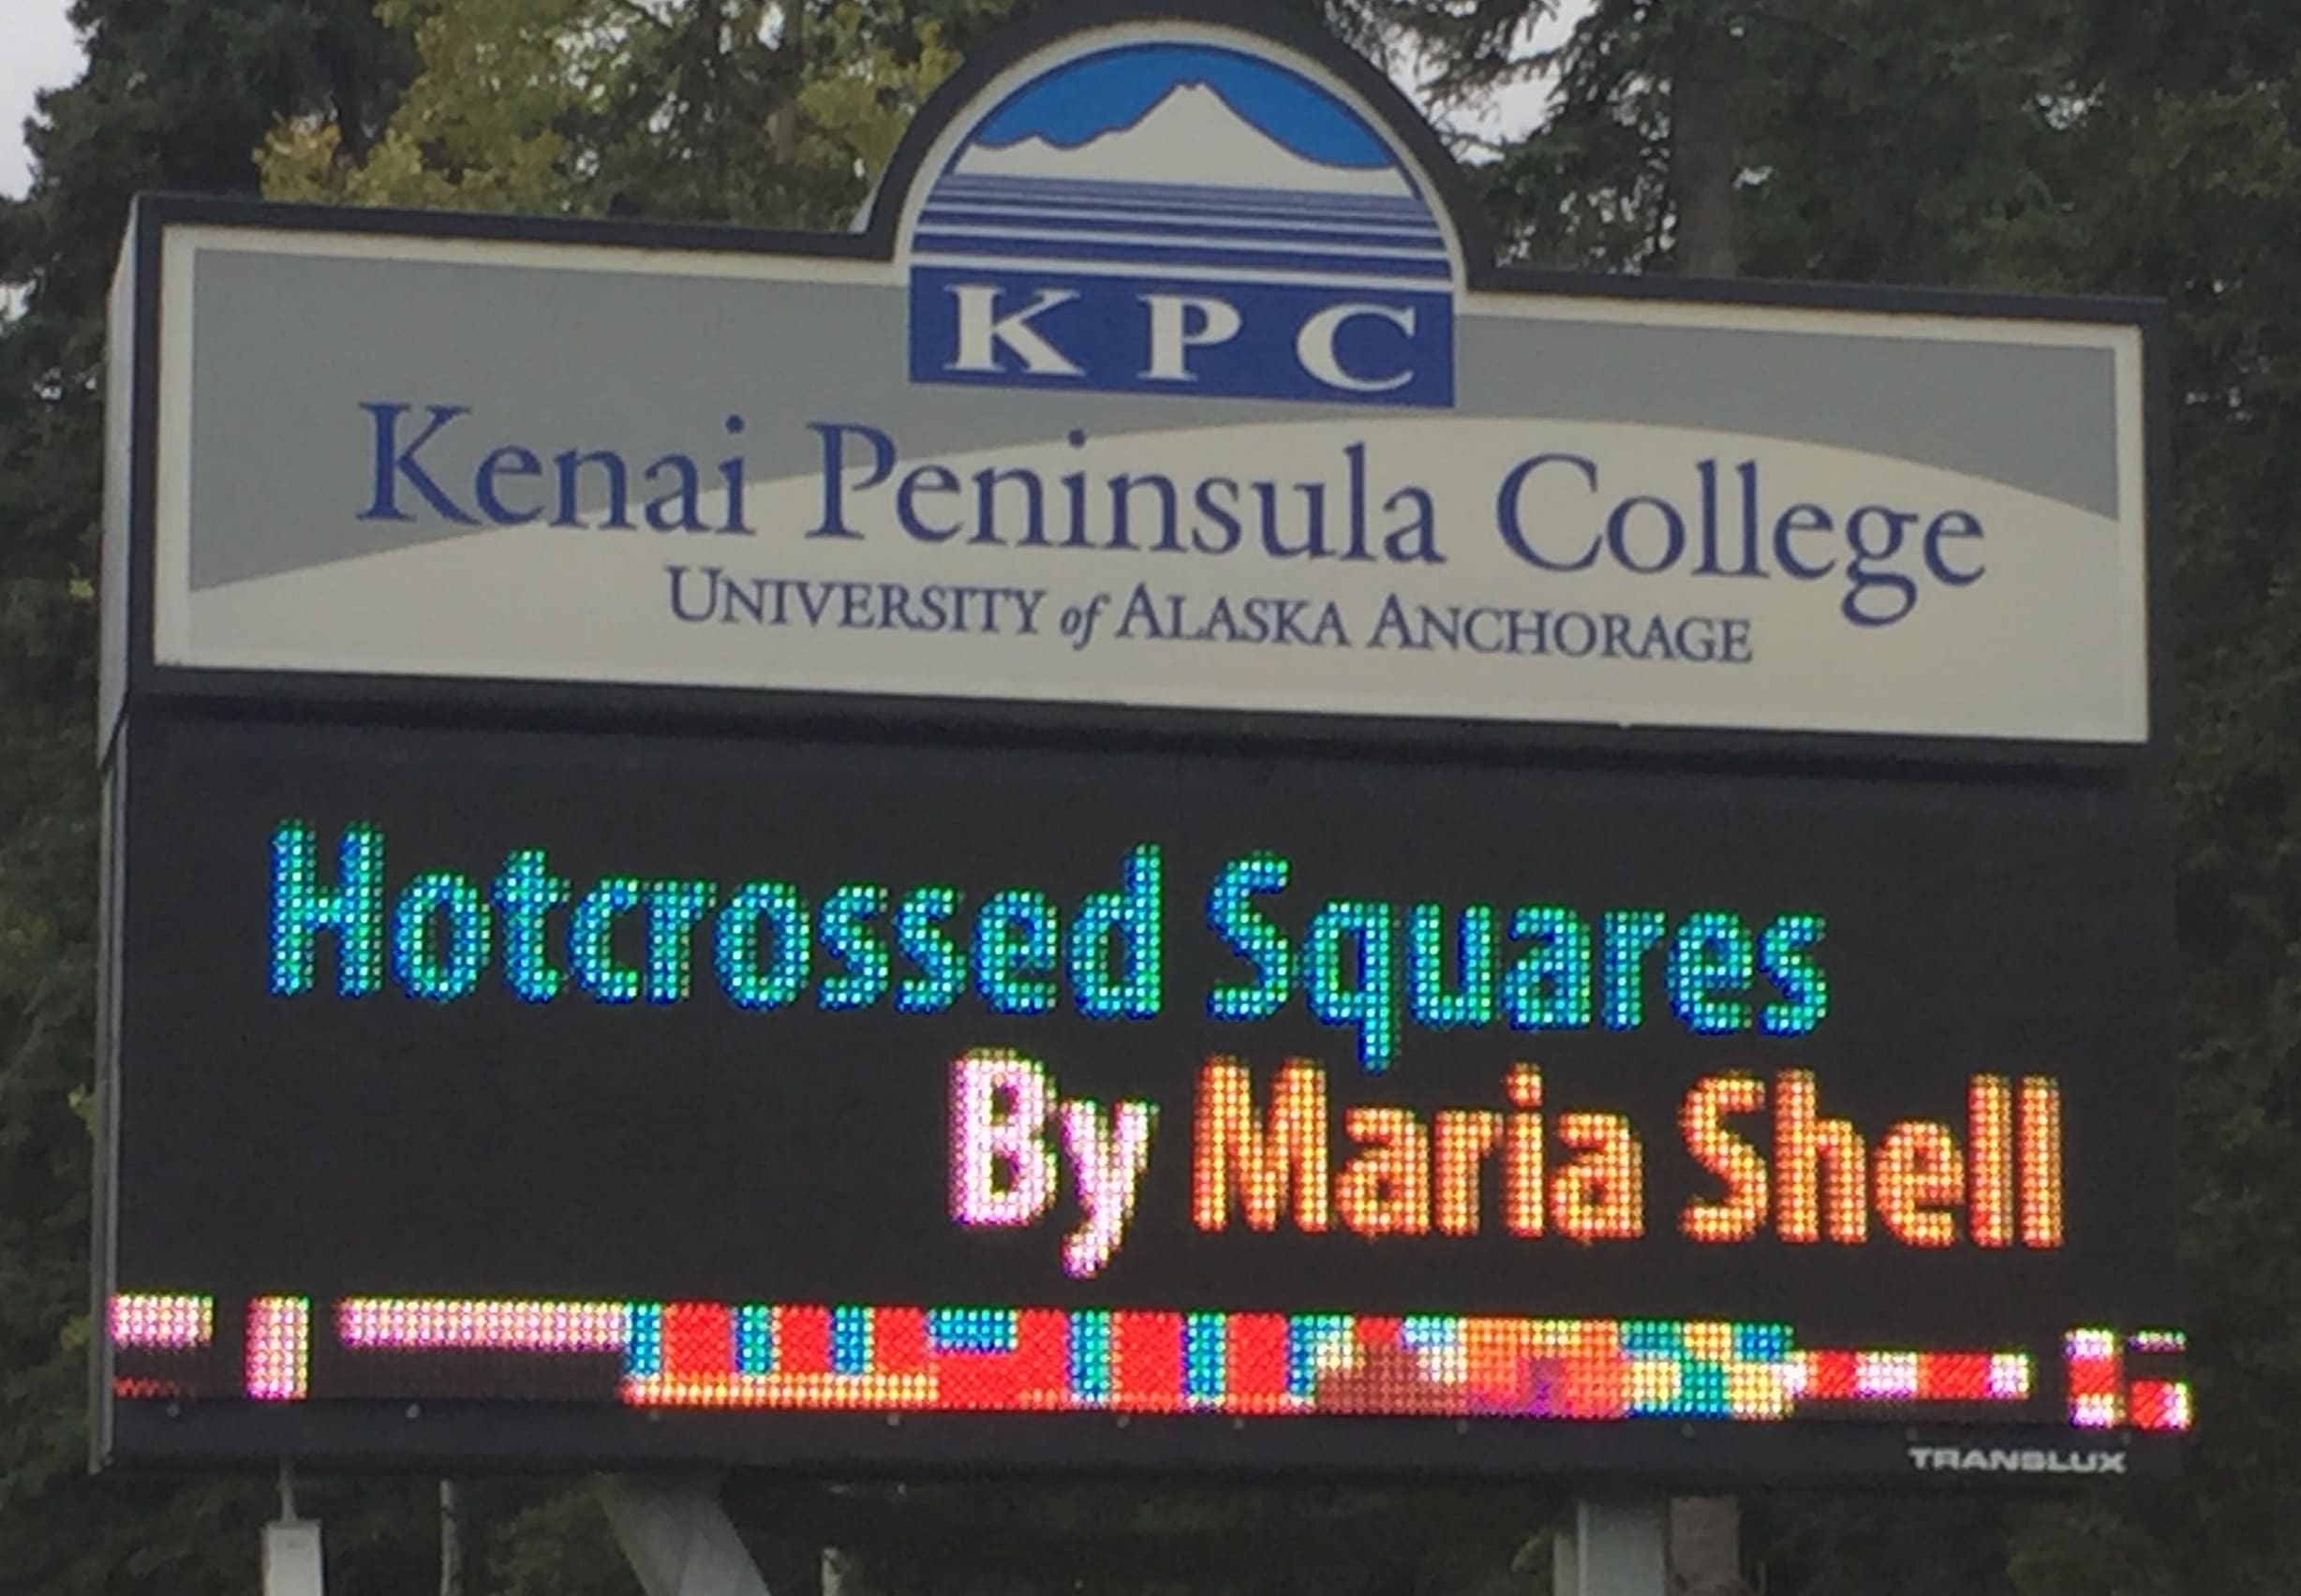 KPC
Kenai Peninsula College
UNIVERSITY of ALASKA ANCHORAGE
Hotcrossed Squares
By Maria Shell
TRANSLUX